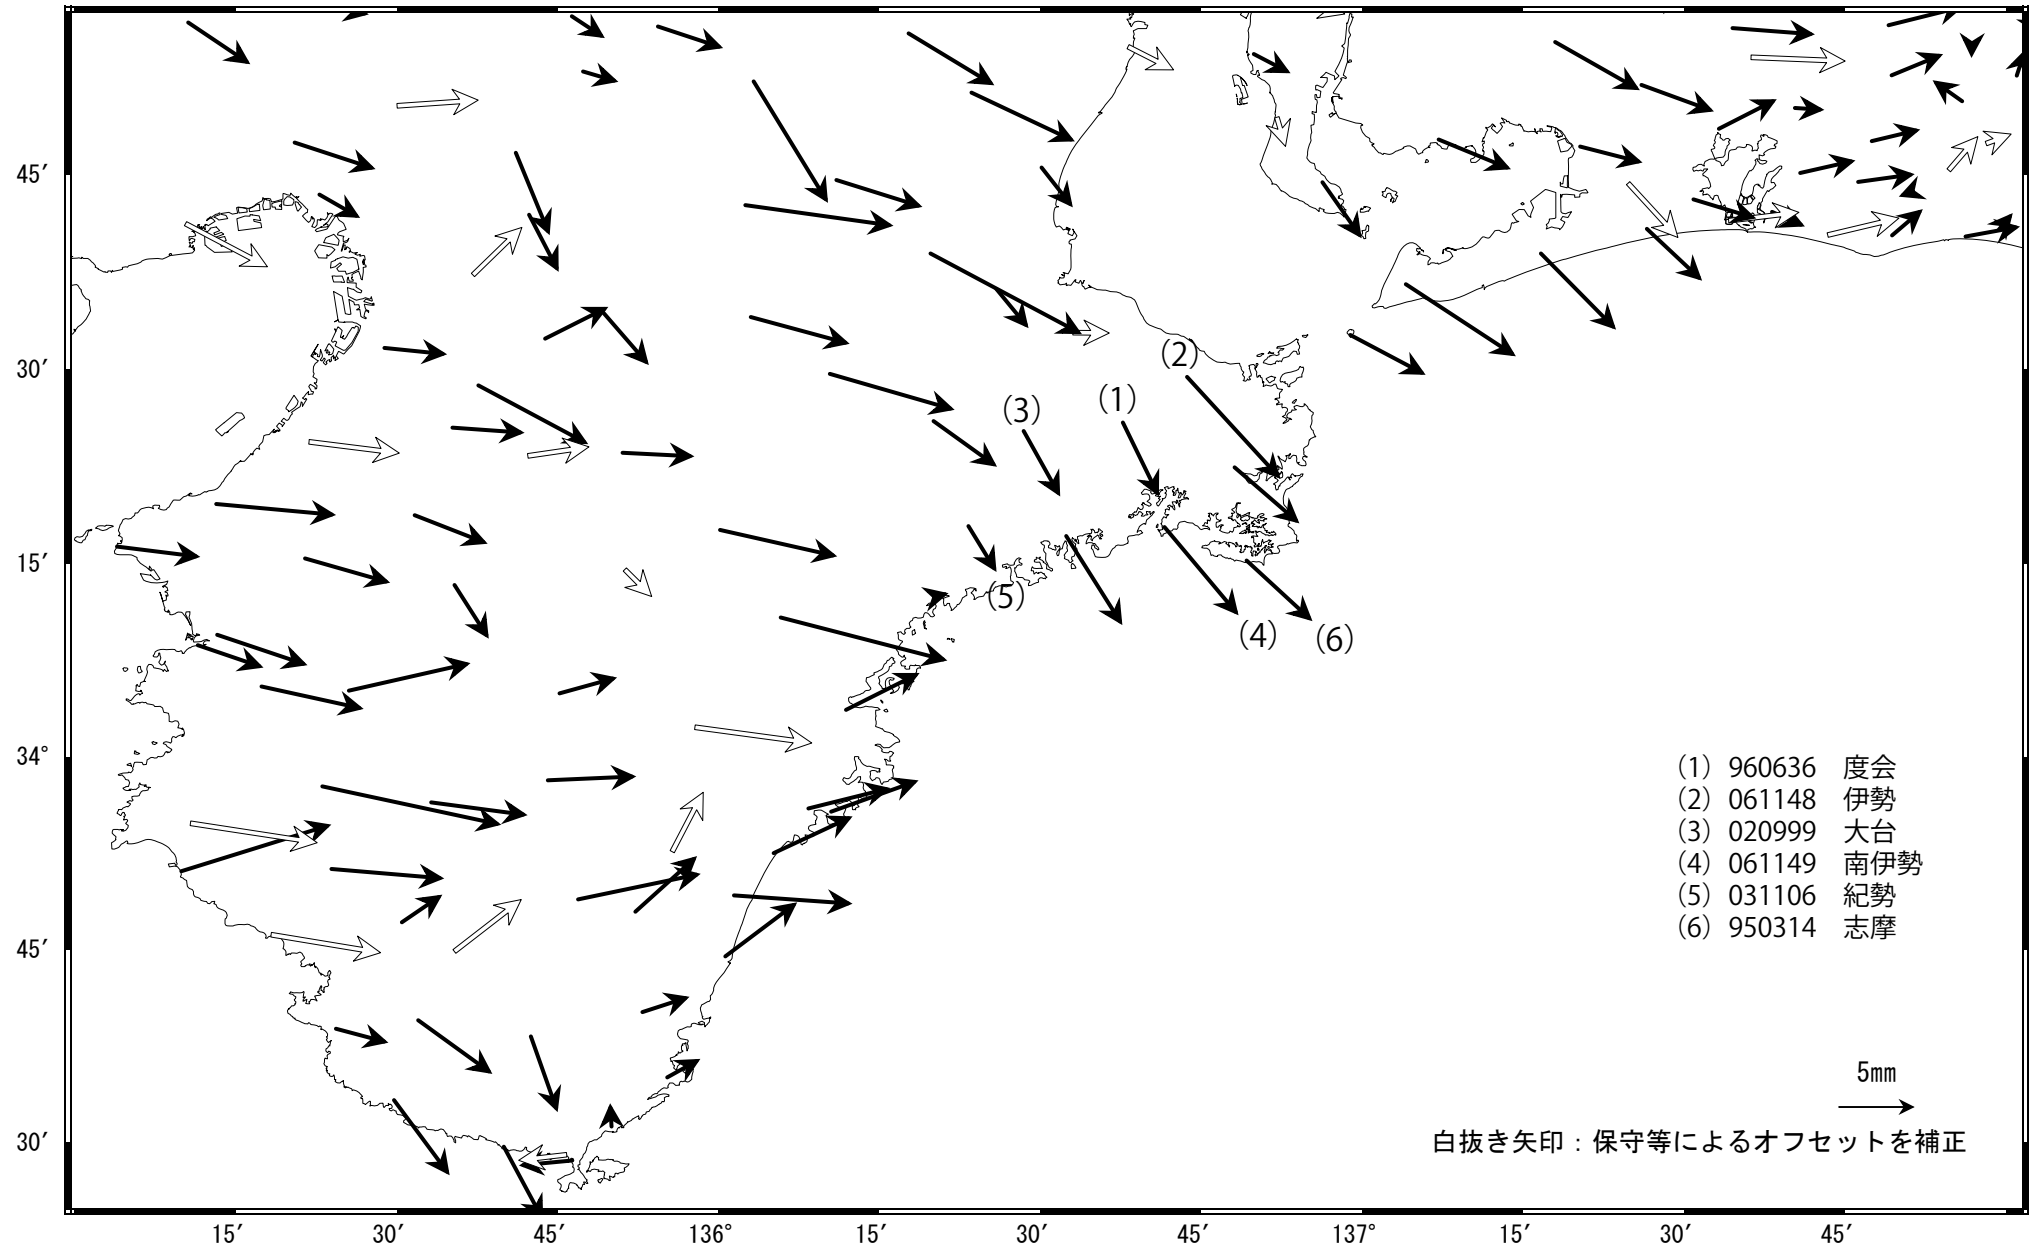 45′
30′
15′
34°
45′
30′
(2)
(1)
(3)
(5)
(4)
(6)
(1) 960636 度会
(2) 061148 伊勢
(3) 020999 大台
(4) 061149 南伊勢
(5) 031106 紀勢
(6) 950314 志摩
5mm
白抜き矢印:保守等によるオフセットを補正
15′ 30′ 45′ 136° 15′ 30′ 45′ 137° 15′ 30′ 45′